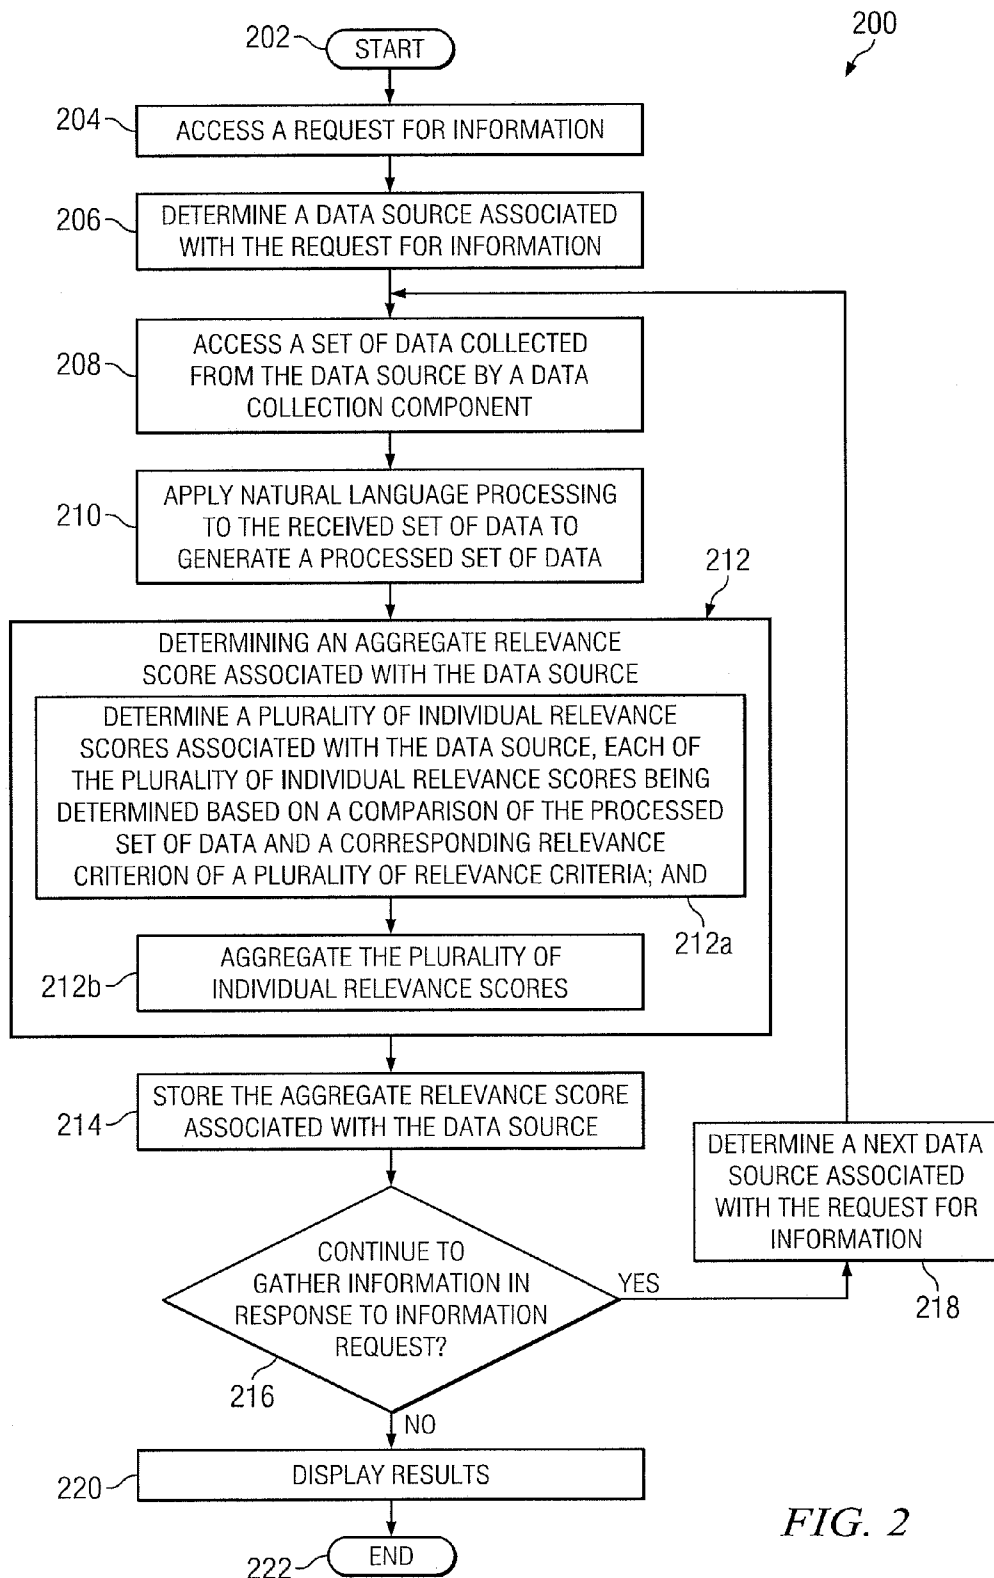 200
202
START
204
ACCESS A REQUEST FOR INFORMATION
206
DETERMINE A DATA SOURCE ASSOCIATED
WITH THE REQUEST FOR INFORMATION
208
ACCESS A SET OF DATA COLLECTED
FROM THE DATA SOURCE BY A DATA
COLLECTION COMPONENT
210
APPLY NATURAL LANGUAGE PROCESSING
TO THE RECEIVED SET OF DATA TO
GENERATE A PROCESSED SET OF DATA
212
DETERMINING AN AGGREGATE RELEVANCE
SCORE ASSOCIATED WITH THE DATA SOURCE
DETERMINE A PLURALITY OF INDIVIDUAL RELEVANCE
SCORES ASSOCIATED WITH THE DATA SOURCE, EACH OF
THE PLURALITY OF INDIVIDUAL RELEVANCE SCORES BEING
DETERMINED BASED ON A COMPARISON OF THE PROCESSED
SET OF DATA AND A CORRESPONDING RELEVANCE
CRITERION OF A PLURALITY OF RELEVANCE CRITERIA; AND
212a
212b
AGGREGATE THE PLURALITY OF
INDIVIDUAL RELEVANCE SCORES
214
STORE THE AGGREGATE RELEVANCE SCORE
ASSOCIATED WITH THE DATA SOURCE
DETERMINE A NEXT DATA
SOURCE ASSOCIATED
WITH THE REQUEST FOR
INFORMATION
218
CONTINUE TO
GATHER INFORMATION IN
RESPONSE TO INFORMATION
REQUEST?
YES
216
NO
220
DISPLAY RESULTS
222
END
FIG. 2